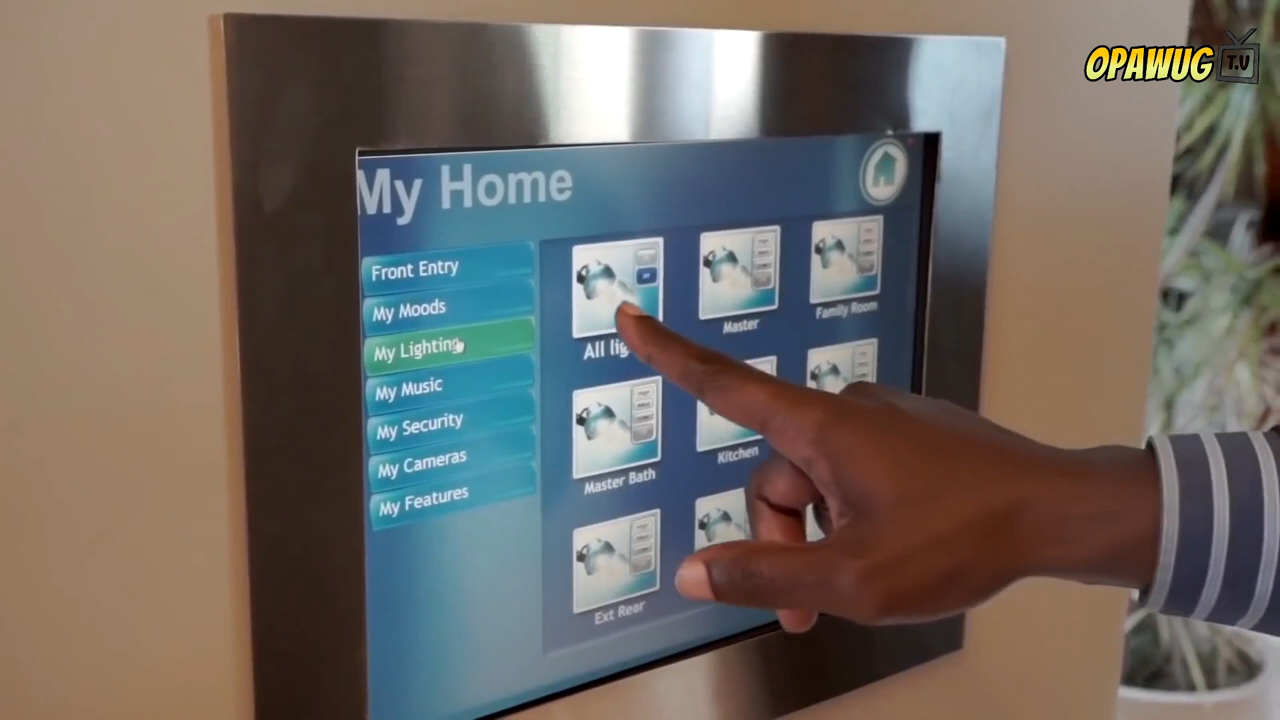 OPAWUG T.V
My Home
Front Entry
My Moods
My Lighting
My Music
My Security
My Cameras
My Features
All
Master
Family Room
Master Bath
Kitchen
Ext Rear